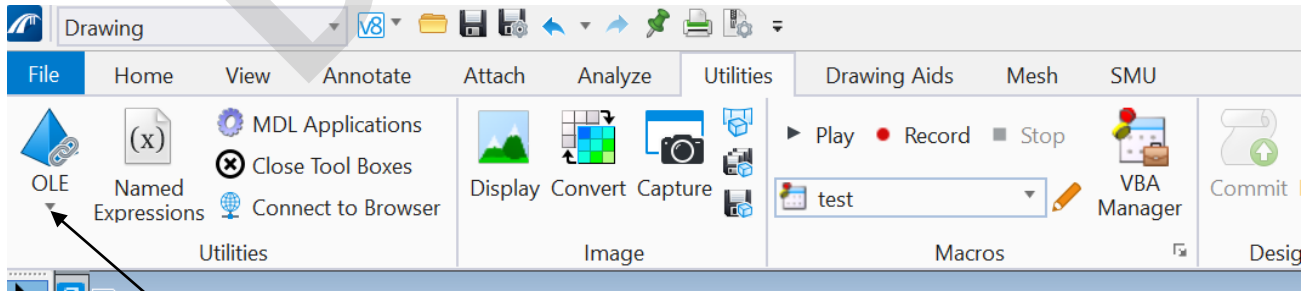 Drawing V8
File Home View Annotate Attach Analyze Utilities Drawing Aids Mesh SMU
OLE
(x) Named Expressions
MDL Applications
Close Tool Boxes
Connect to Browser
Utilities
Display Convert Capture
Image
Play Record Stop
test
VBA Manager
Macros
Commit
Desig